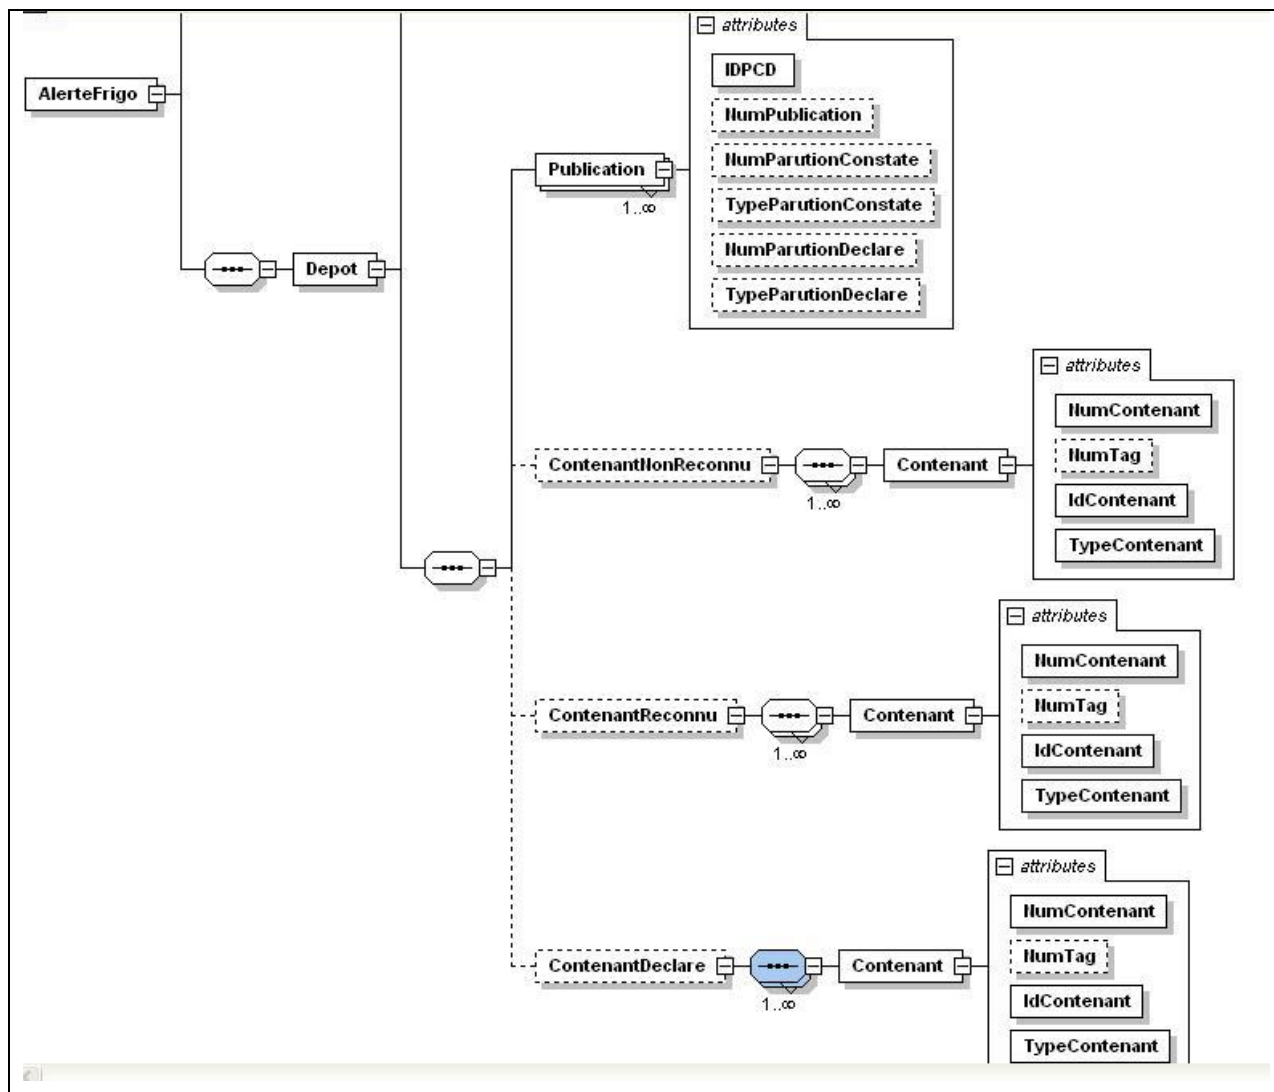 attributes
IDPCD
AlerteFrigo
NumPublication
NumParutionConstate
Publication
TypeParutionConstate
1..∞
NumParutionDeclare
Depot
TypeParutionDeclare
attributes
NumContenant
NumTag
ContenantNonReconnu
Contenant
1..∞
IdContenant
TypeContenant
attributes
NumContenant
NumTag
ContenantReconnu
Contenant
1..∞
IdContenant
TypeContenant
attributes
NumContenant
NumTag
ContenantDeclare
Contenant
1..∞
IdContenant
TypeContenant